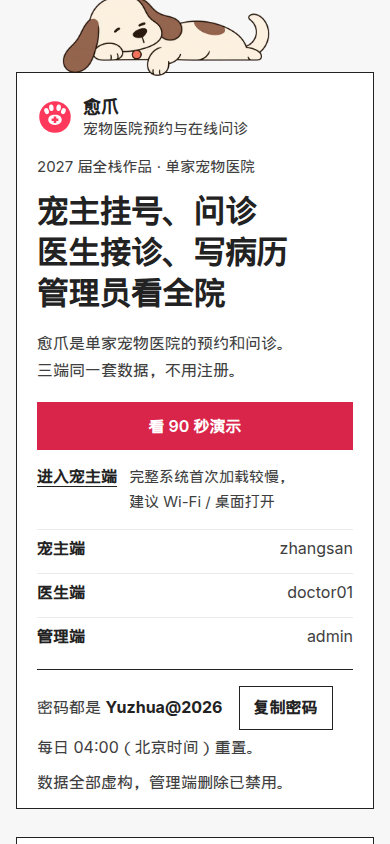 愈爪
宠物医院预约与在线问诊
2027 届全栈作品 · 单家宠物医院
宠主挂号、问诊
医生接诊、写病历
管理员看全院
愈爪是单家宠物医院的预约和问诊。
三端同一套数据，不用注册。
看 90 秒演示
进入宠主端 完整系统首次加载较慢，
建议 Wi-Fi / 桌面打开
宠主端 zhangsan
医生端 doctor01
管理端 admin
密码都是 Yuzhua@2026 复制密码
每日 04:00（北京时间）重置。
数据全部虚构，管理端删除已禁用。